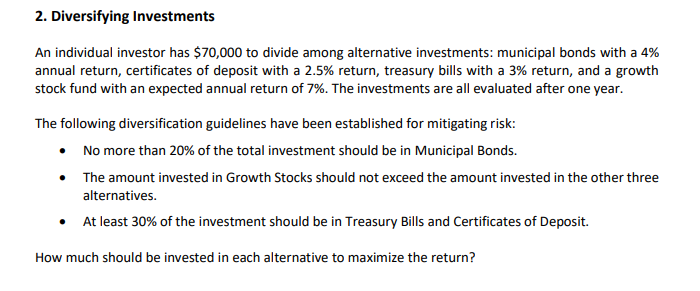 2. Diversifying Investments
An individual investor has $70,000 to divide among alternative investments: municipal bonds with a 4%
annual return, certificates of deposit with a 2.5% return, treasury bills with a 3% return, and a growth
stock fund with an expected annual return of 7%. The investments are all evaluated after one year.
The following diversification guidelines have been established for mitigating risk:
• No more than 20% of the total investment should be in Municipal Bonds.
• The amount invested in Growth Stocks should not exceed the amount invested in the other three
alternatives.
• At least 30% of the investment should be in Treasury Bills and Certificates of Deposit.
How much should be invested in each alternative to maximize the return?